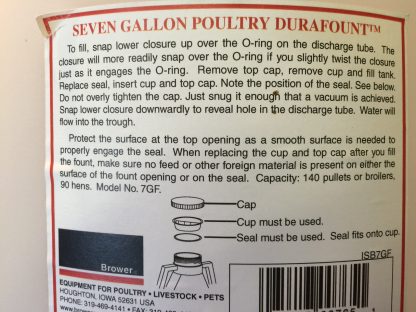 SEVEN GALLON POULTRY DURAFOUNT™
To fill, snap lower closure up over the O-ring on the discharge tube. The
closure will more readily snap over the O-ring if you slightly twist the closure
just as it engages the O-ring. Remove top cap, remove cup and fill tank.
Replace seal, insert cup and top cap. Note the position of the seal. See below.
Do not overly tighten the cap. Just snug it enough that a vacuum is achieved.
Snap lower closure downwardly to reveal hole in the discharge tube. Water will
flow into the trough.
Protect the surface at the top opening as a smooth surface is needed to
properly engage the seal. When replacing the cup and top cap after you fill
the fount, make sure no feed or other foreign material is present on either the
surface of the fount opening or on the seal. Capacity: 140 pullets or broilers,
90 hens. Model No. 7GF.
Cap
Cup must be used.
Seal must be used. Seal fits onto cup.
ISB7GF
Brower
EQUIPMENT FOR POULTRY • LIVESTOCK • PETS
HOUGHTON, IOWA 52631 USA
PHONE: 319-469-4141 • FAX: